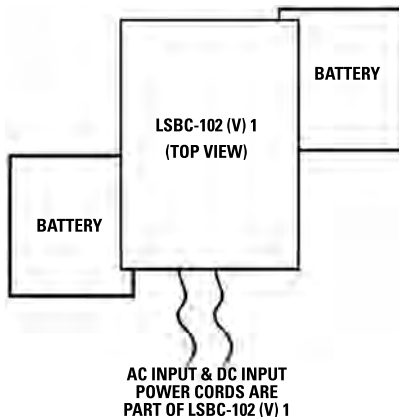 BATTERY
LSBC-102 (V) 1
(TOP VIEW)
BATTERY
AC INPUT & DC INPUT
POWER CORDS ARE
PART OF LSBC-102 (V) 1